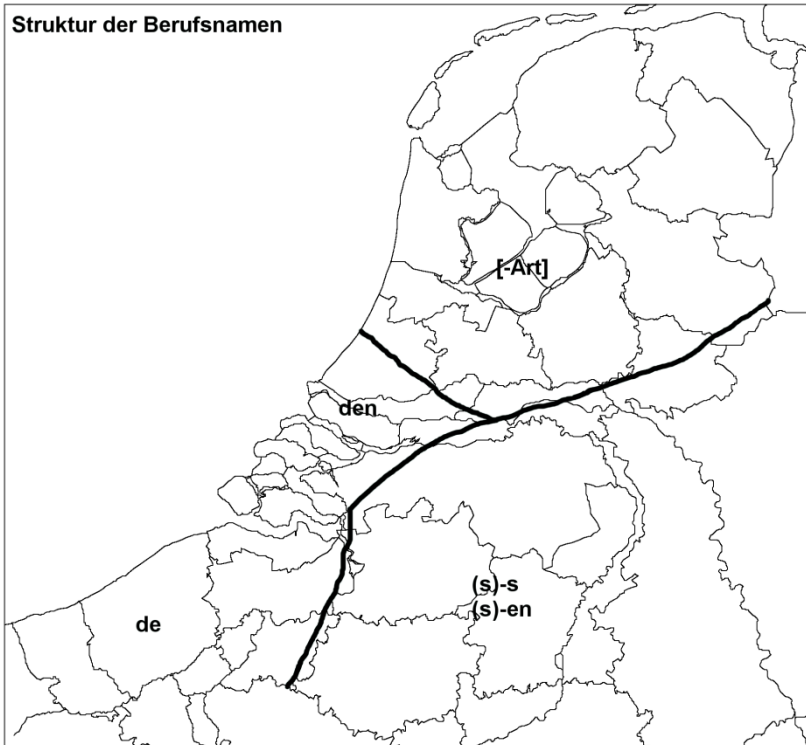 Struktur der Berufsnamen
[-Art]
den
(s)-s
(s)-en
de